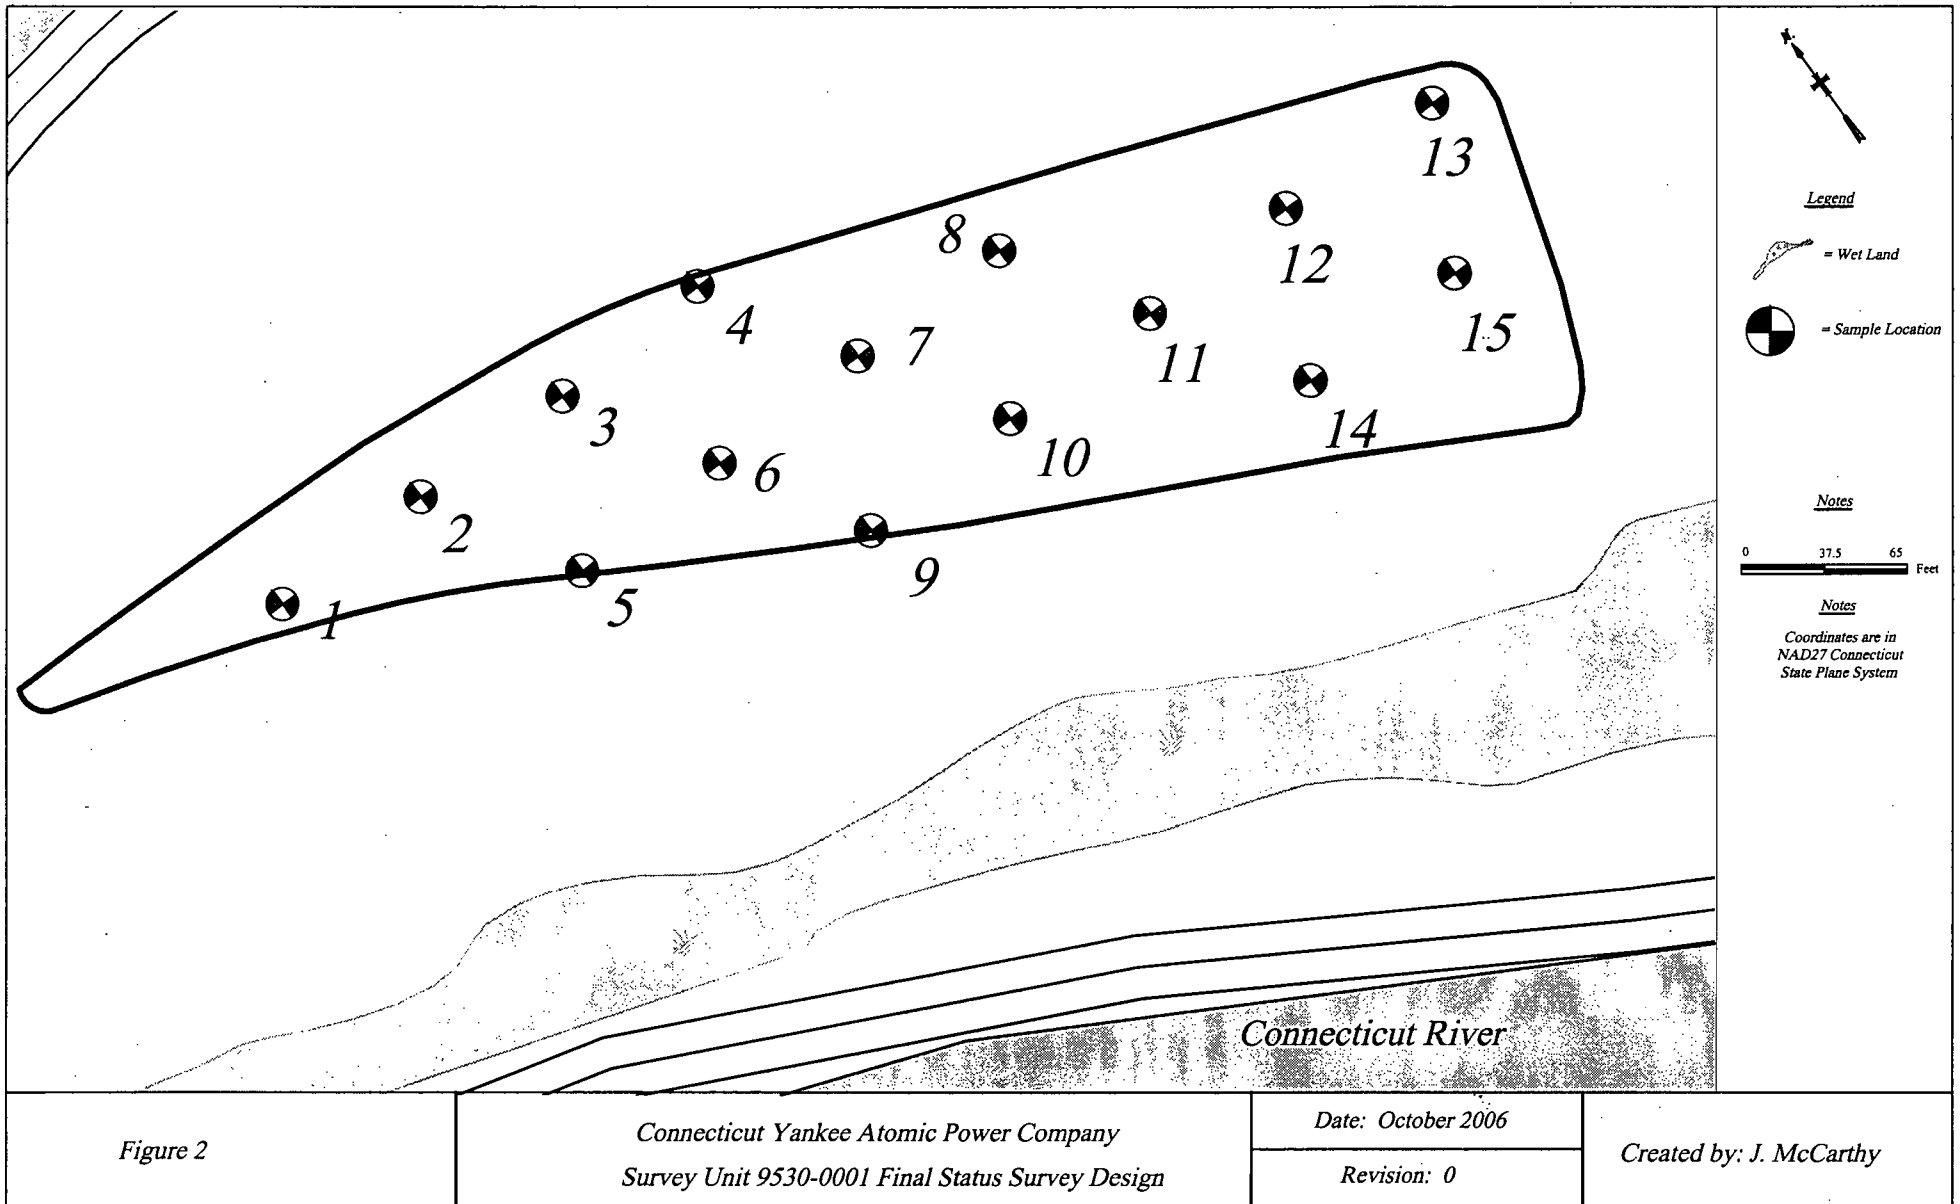 N
13
Legend
8
12
= Wet Land
4
7
15
= Sample Location
11
3
14
10
6
Notes
2
9
0 37.5 65
Feet
5
1
Notes
Coordinates are in
NAD27 Connecticut
State Plane System
Connecticut River
Figure 2
Connecticut Yankee Atomic Power Company
Survey Unit 9530-0001 Final Status Survey Design
Date: October 2006
Revision: 0
Created by: J. McCarthy